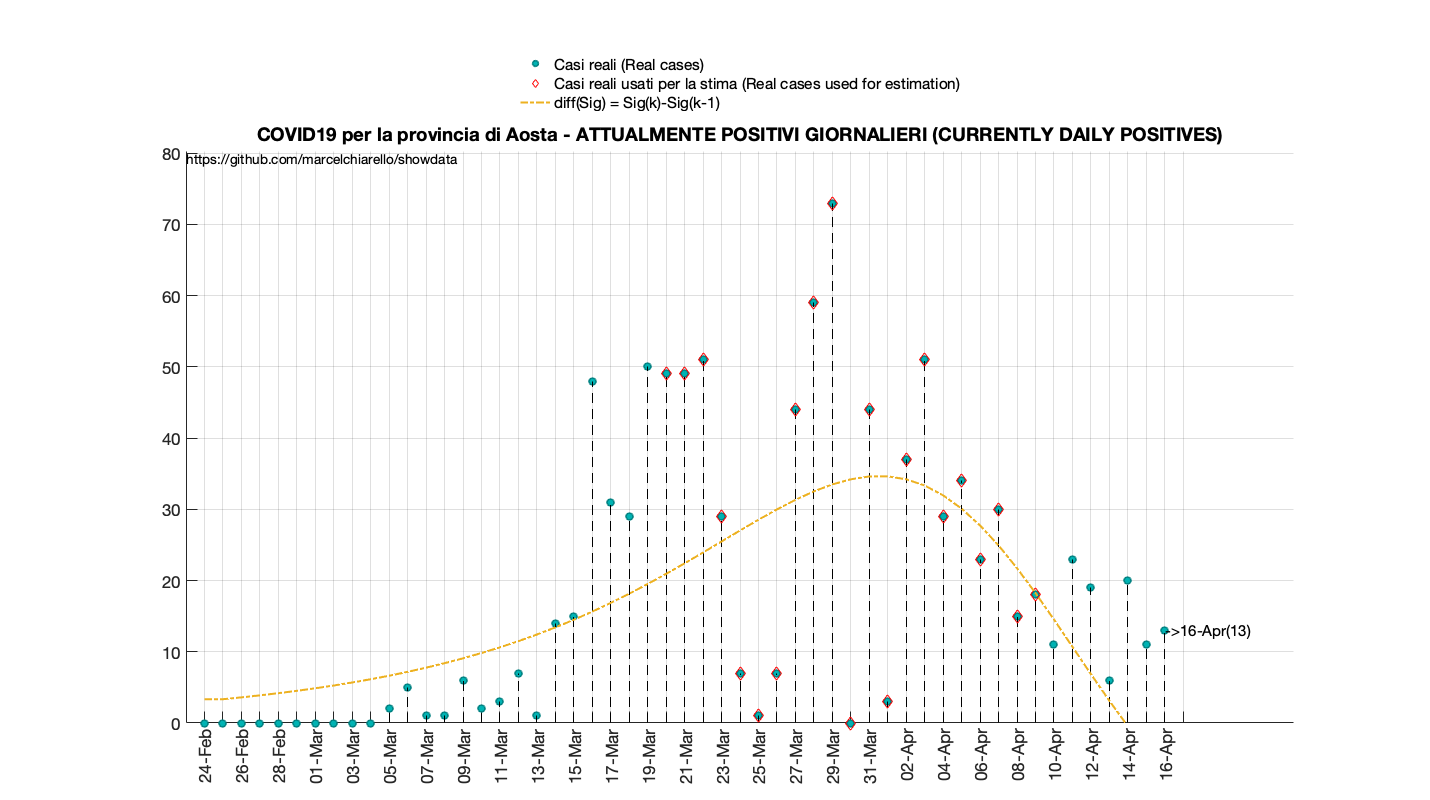 Casi reali (Real cases)
Casi reali usati per la stima (Real cases used for estimation)
diff(Sig) = Sig(k)-Sig(k-1)
COVID19 per la provincia di Aosta - ATTUALMENTE POSITIVI GIORNALIERI (CURRENTLY DAILY POSITIVES)
https://github.com/marcelchiarello/showdata
80
70
60
50
40
30
20
10
0
->16-Apr(13)
24-Feb
26-Feb
28-Feb
01-Mar
03-Mar
05-Mar
07-Mar
09-Mar
11-Mar
13-Mar
15-Mar
17-Mar
19-Mar
21-Mar
23-Mar
25-Mar
27-Mar
29-Mar
31-Mar
02-Apr
04-Apr
06-Apr
08-Apr
10-Apr
12-Apr
14-Apr
16-Apr